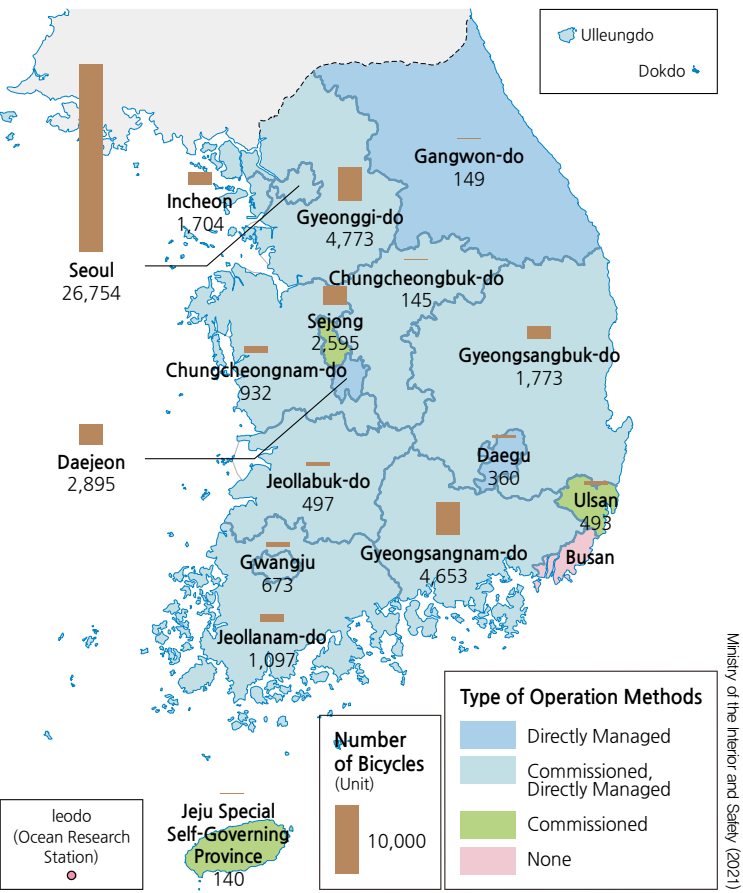 Ulleungdo
Dokdo
Gangwon-do
149
Incheon
1,704
Gyeonggi-do
4,773
Seoul
26,754
Chungcheongbuk-do
145
Sejong
2,595
Gyeongsangbuk-do
1,773
Chungcheongnam-do
932
Daejeon
2,895
Daegu
360
Jeollabuk-do
497
Ulsan
493
Gyeongsangnam-do
4,653
Busan
Gwangju
673
Jeollanam-do
1,097
Jeju Special
Self-Governing
Province
140
Ieodo
(Ocean Research
Station)
Number
of Bicycles
(Unit)
10,000
Type of Operation Methods
Directly Managed
Commissioned,
Directly Managed
Commissioned
None
Ministry of the Interior and Safety (2021)